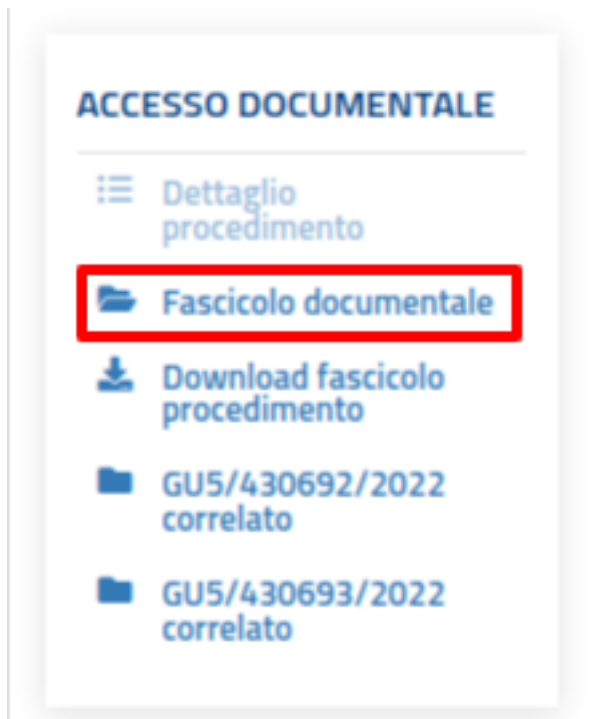 ACCESSO DOCUMENTALE
Dettaglio
procedimento
Fascicolo documentale
Download fascicolo
procedimento
GU5/430692/2022
correlato
GU5/430693/2022
correlato